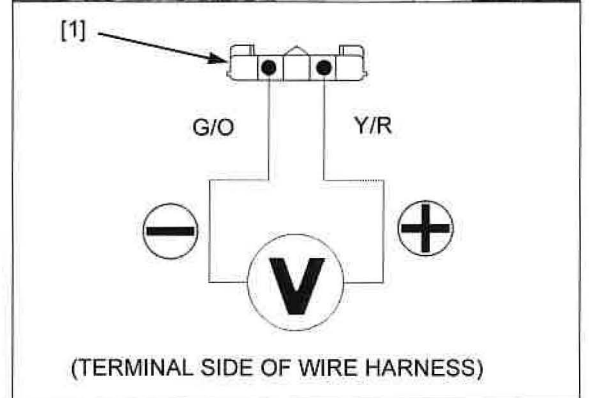 [1]
G/O
Y/R
V
(TERMINAL SIDE OF WIRE HARNESS)